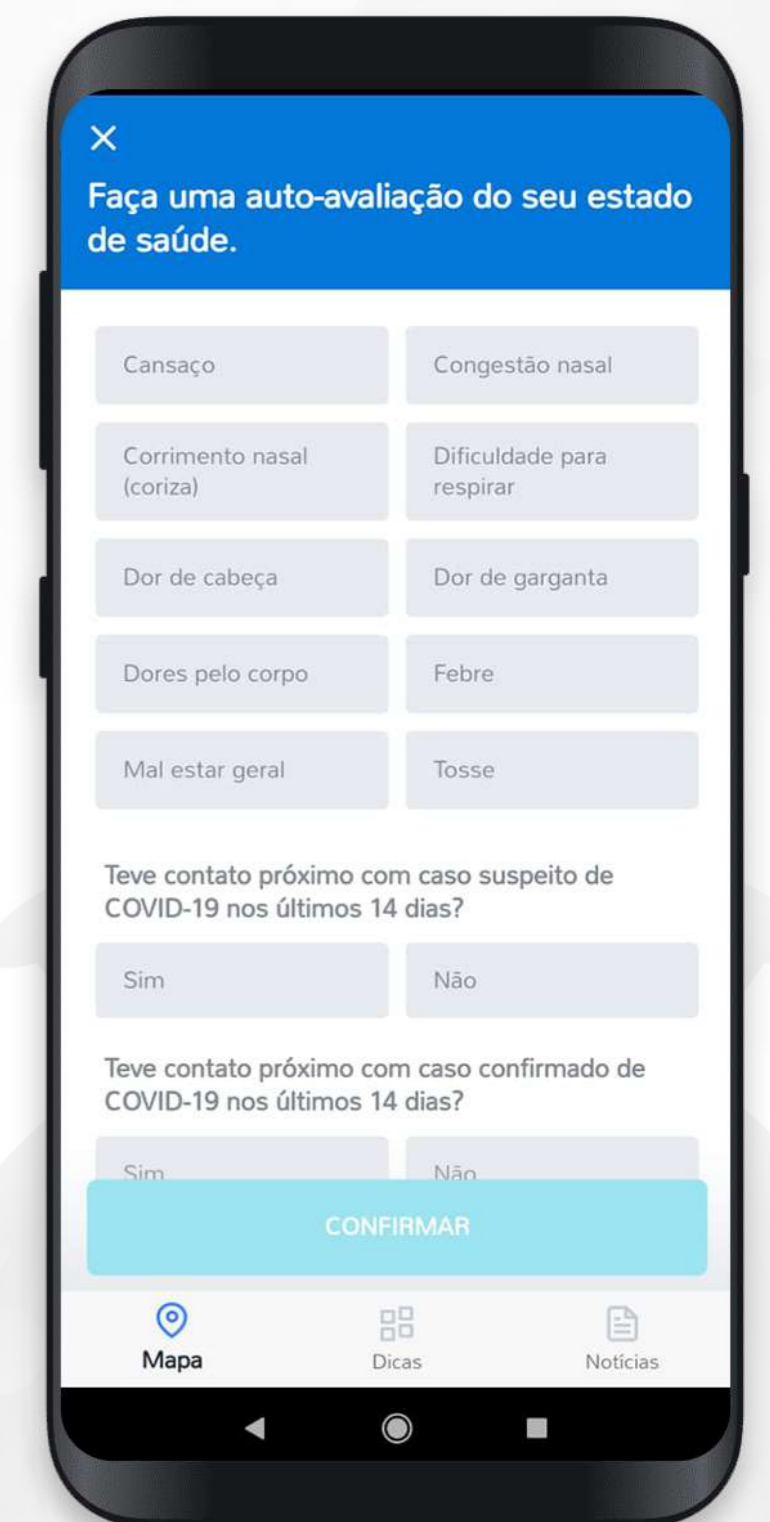 Faça uma auto-avaliação do seu estado
de saúde.
Cansaço
Congestão nasal
Corrimento nasal
(coriza)
Dificuldade para
respirar
Dor de cabeça
Dor de garganta
Dores pelo corpo
Febre
Mal estar geral
Tosse
Teve contato próximo com caso suspeito de
COVID-19 nos últimos 14 dias?
Sim
Não
Teve contato próximo com caso confirmado de
COVID-19 nos últimos 14 dias?
Sim
Não
CONFIRMAR
Mapa
Dicas
Notícias